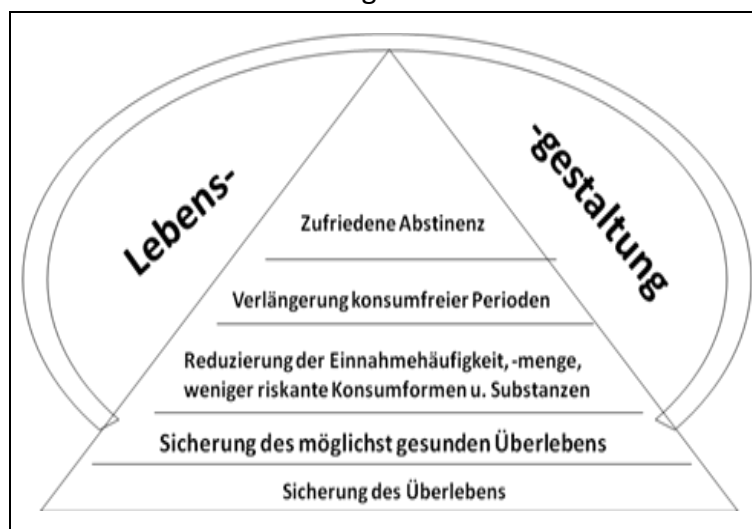 Lebens-
-gestaltung
Zufriedene Abstinenz
Verlängerung konsumfreier Perioden
Reduzierung der Einnahmehäufigkeit, -menge,
weniger riskante Konsumformen u. Substanzen
Sicherung des möglichst gesunden Überlebens
Sicherung des Überlebens